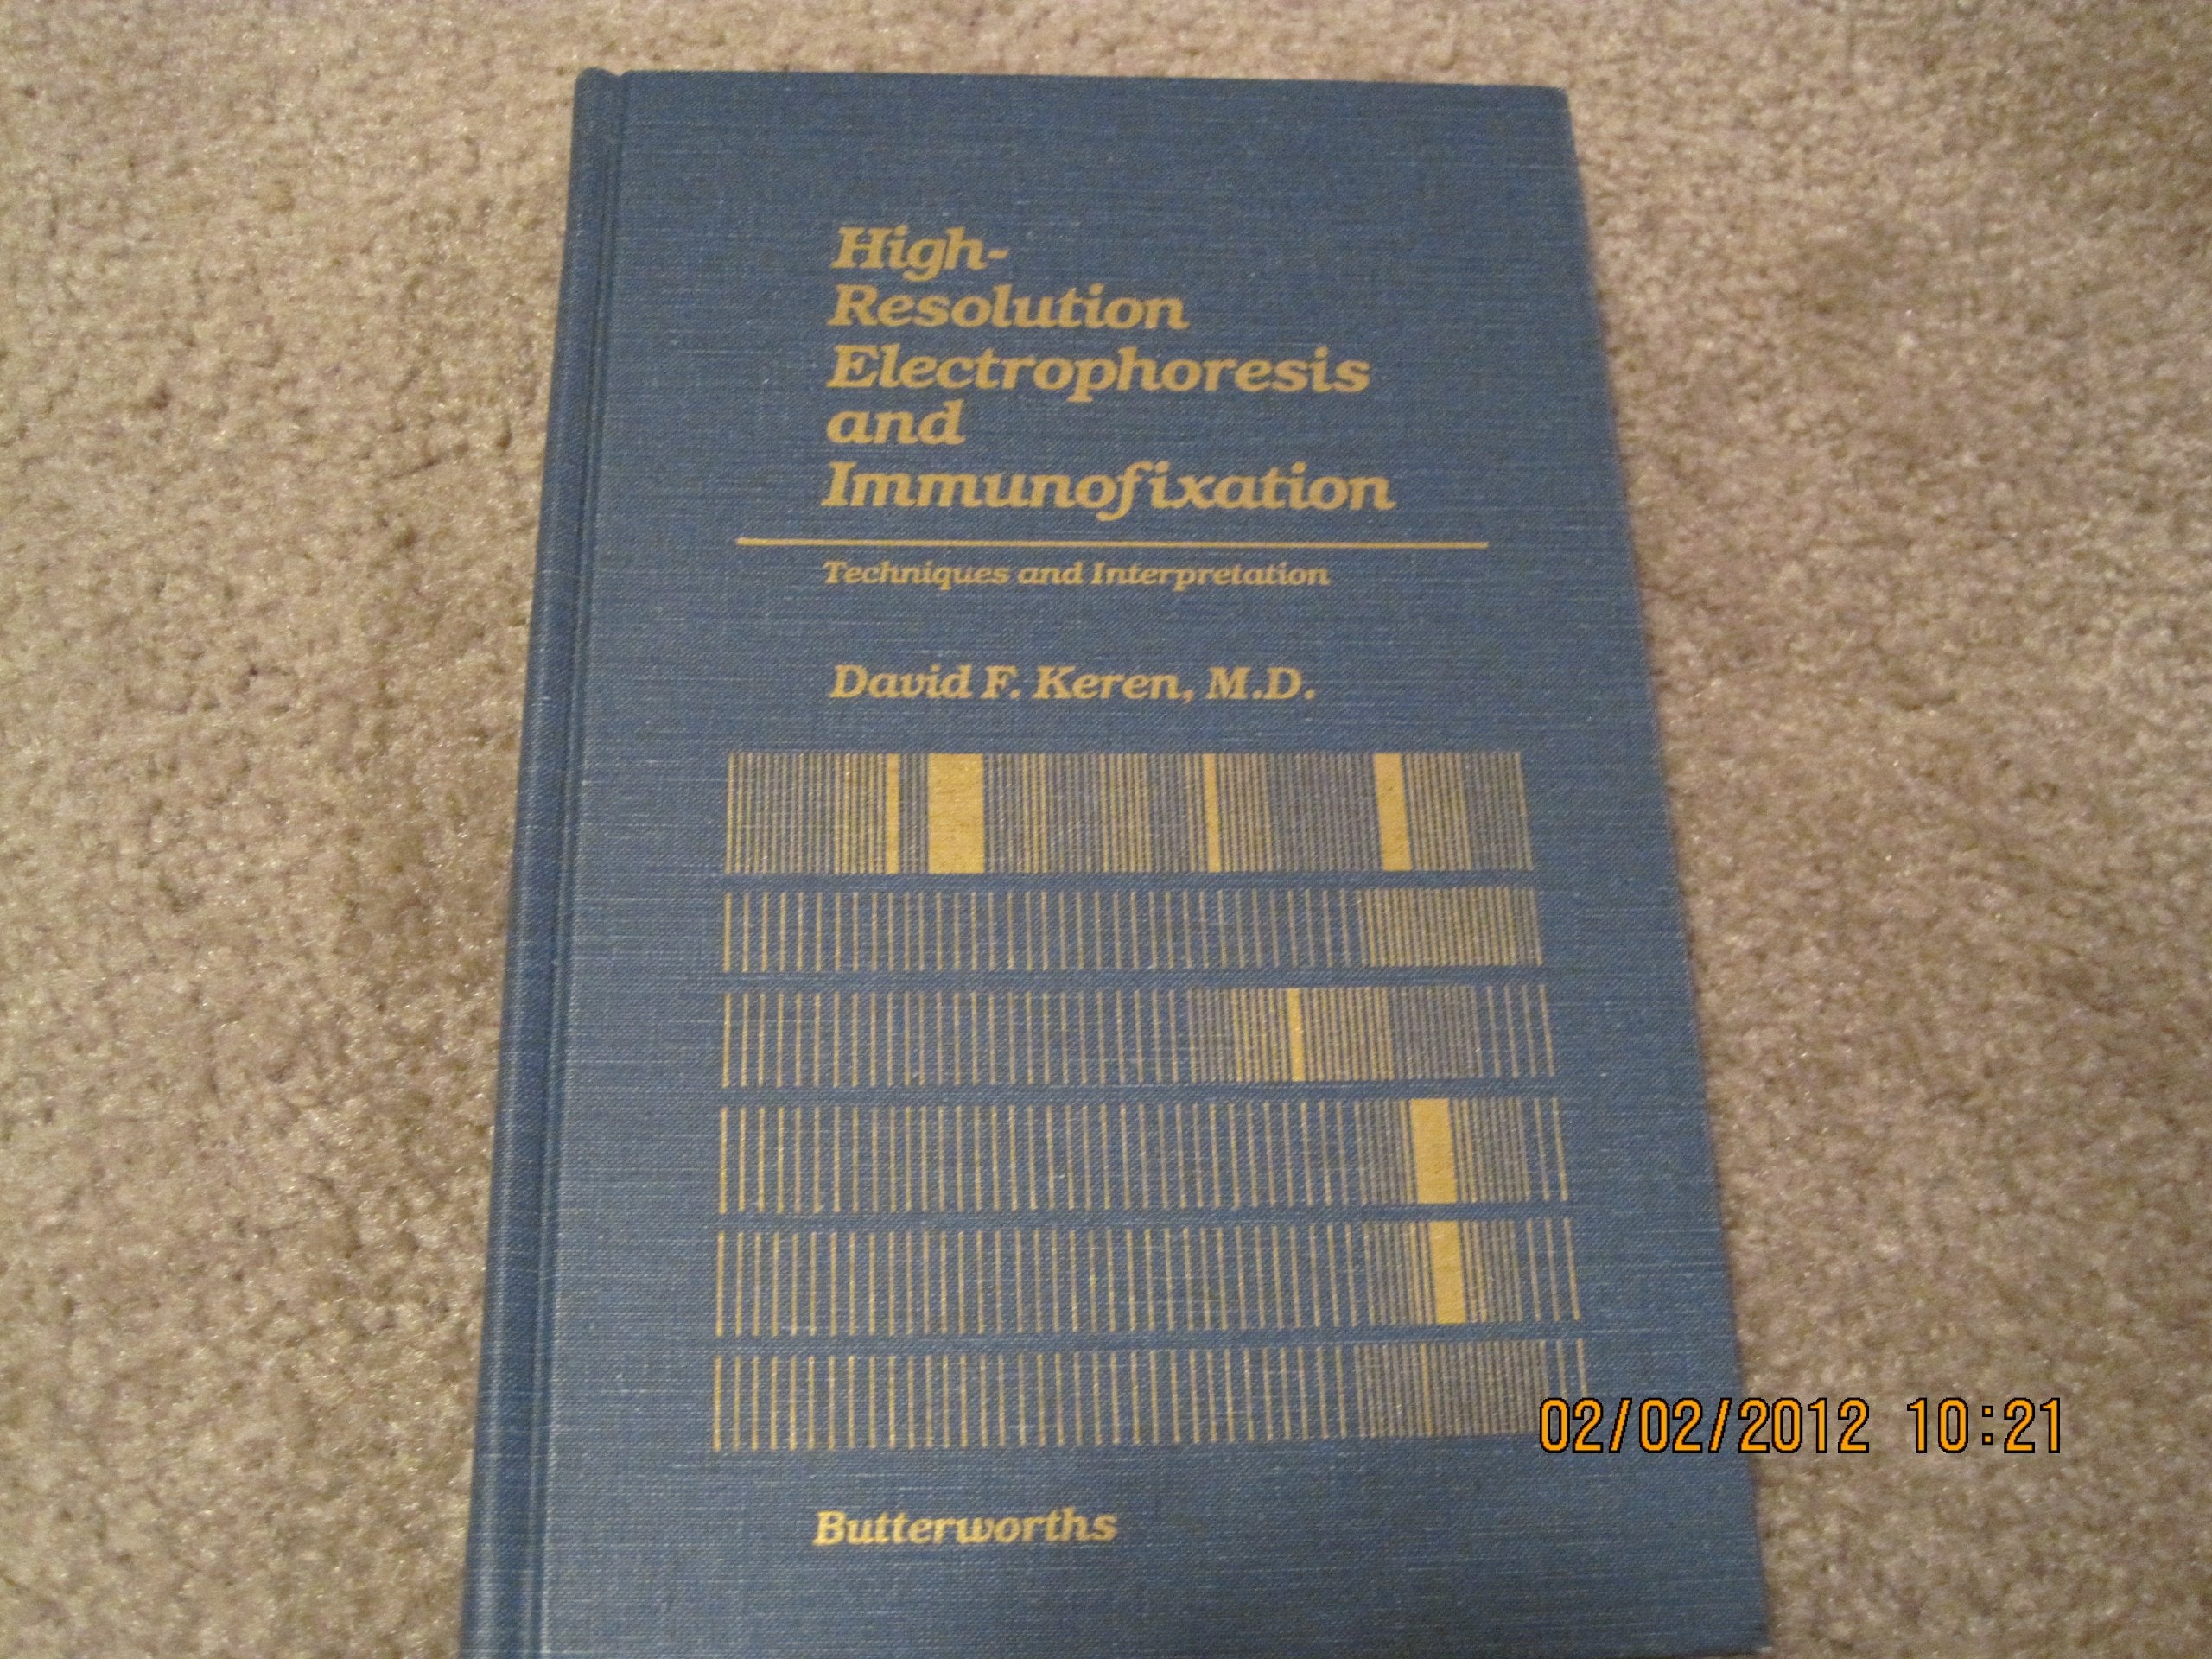 High-
Resolution
Electrophoresis
and
Immunofixation
Techniques and Interpretation
David F. Keren, M.D.
02/02/2012 10:21
Butterworths